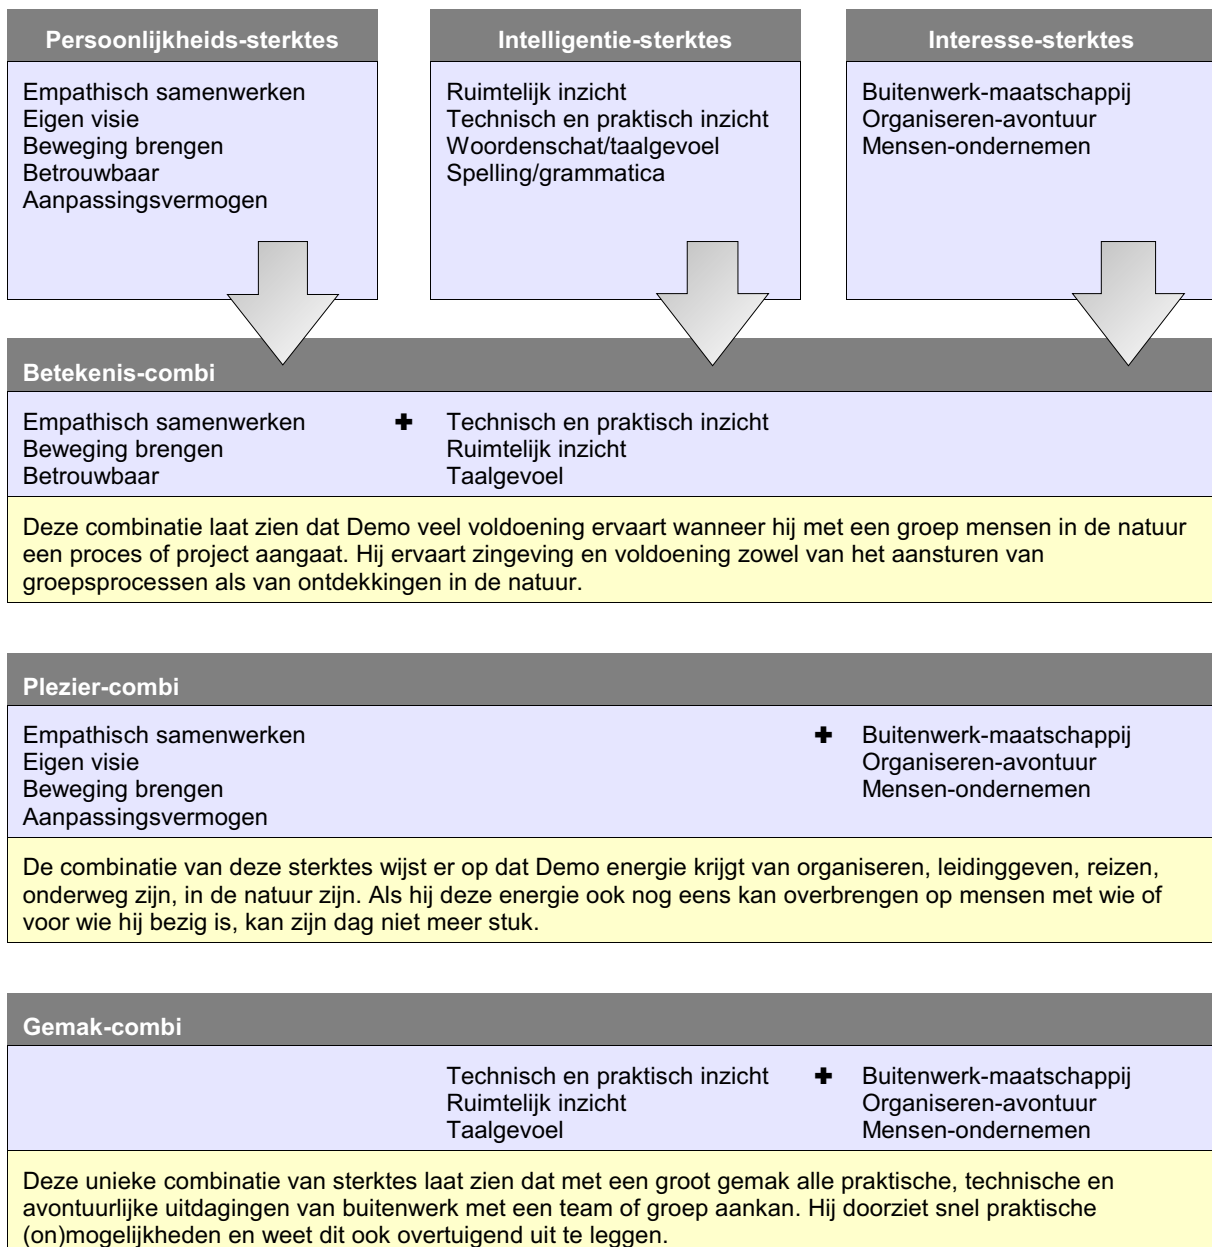 Persoonlijkheids-sterktes
Empathisch samenwerken
Eigen visie
Beweging brengen
Betrouwbaar
Aanpassingsvermogen
Intelligentie-sterktes
Ruimtelijk inzicht
Technisch en praktisch inzicht
Woordenschat/taalgevoel
Spelling/grammatica
Interesse-sterktes
Buitenwerk-maatschappij
Organiseren-avontuur
Mensen-ondernemen
Betekenis-combi
Empathisch samenwerken ✚ Technisch en praktisch inzicht
Beweging brengen Ruimtelijk inzicht
Betrouwbaar Taalgevoel
Deze combinatie laat zien dat Demo veel voldoening ervaart wanneer hij met een groep mensen in de natuur
een proces of project aangaat. Hij ervaart zingeving en voldoening zowel van het aansturen van
groepsprocessen als van ontdekkingen in de natuur.
Plezier-combi
Empathisch samenwerken ✚ Buitenwerk-maatschappij
Eigen visie Organiseren-avontuur
Beweging brengen Mensen-ondernemen
Aanpassingsvermogen
De combinatie van deze sterktes wijst er op dat Demo energie krijgt van organiseren, leidinggeven, reizen,
onderweg zijn, in de natuur zijn. Als hij deze energie ook nog eens kan overbrengen op mensen met wie of
voor wie hij bezig is, kan zijn dag niet meer stuk.
Gemak-combi
Technisch en praktisch inzicht ✚ Buitenwerk-maatschappij
Ruimtelijk inzicht Organiseren-avontuur
Taalgevoel Mensen-ondernemen
Deze unieke combinatie van sterktes laat zien dat met een groot gemak alle praktische, technische en
avontuurlijke uitdagingen van buitenwerk met een team of groep aankan. Hij doorziet snel praktische
(on)mogelijkheden en weet dit ook overtuigend uit te leggen.